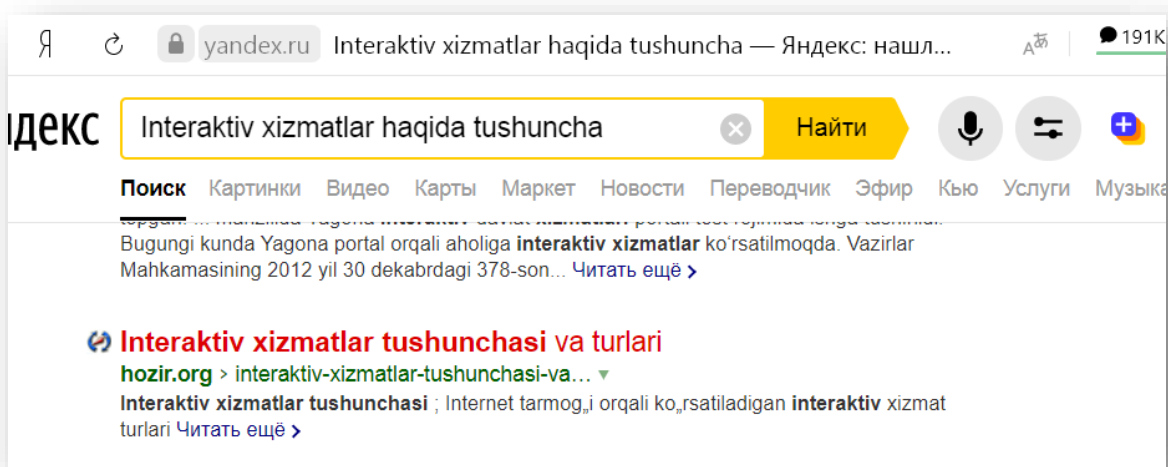 Я yandex.ru Interaktiv xizmatlar haqida tushuncha — Яндекс: нашл... 191K
ндекс Interaktiv xizmatlar haqida tushuncha Найти
Поиск Картинки Видео Карты Маркет Новости Переводчик Эфир Кью Услуги Музыка
Bugungi kunda Yagona portal orqali aholiga interaktiv xizmatlar ko‘rsatilmoqda. Vazirlar
Mahkamasining 2012 yil 30 dekabrdagi 378-son... Читать ещё >
Interaktiv xizmatlar tushunchasi va turlari
hozir.org > interaktiv-xizmatlar-tushunchasi-va...
Interaktiv xizmatlar tushunchasi ; Internet tarmog„i orqali ko„rsatiladigan interaktiv xizmat
turlari Читать ещё >